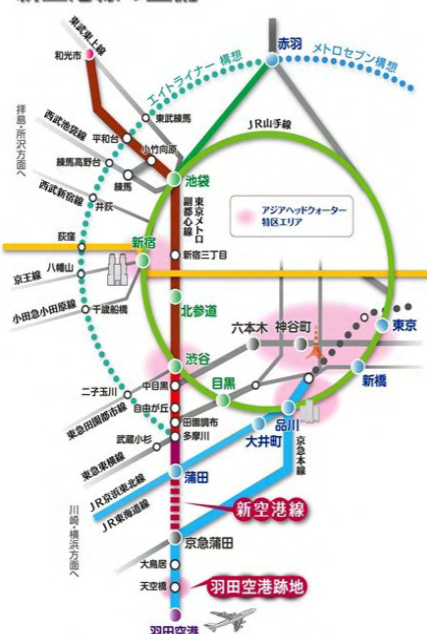 東武東上線
和光市
赤羽
エイトライナー 構想
メトロセブン 構想
東武練馬
JR山手線
拝島・所沢方面へ
西武池袋線
平和台
小竹向原
練馬高野台
練馬
池袋
西武新宿線
井荻
東京メトロ
副都心線
アジアヘッドクォーター
特区エリア
荻窪
新宿
新宿三丁目
京王線
八幡山
小田急小田原線
千歳船橋
北参道
六本木
神谷町
東京
渋谷
新橋
二子玉川
中目黒
目黒
東急田園都市線
自由が丘
田園調布
品川
武蔵小杉
多摩川
大井町
東急東横線
京急本線
JR京浜東北線
蒲田
JR東海道線
川崎・横浜方面へ
新空港線
京急蒲田
大鳥居
天空橋
羽田空港跡地
羽田空港